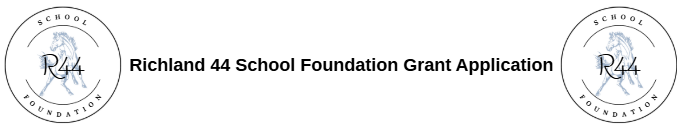 SCHOOL
R44
FOUNDATION
Richland 44 School Foundation Grant Application
SCHOOL
R44
FOUNDATION